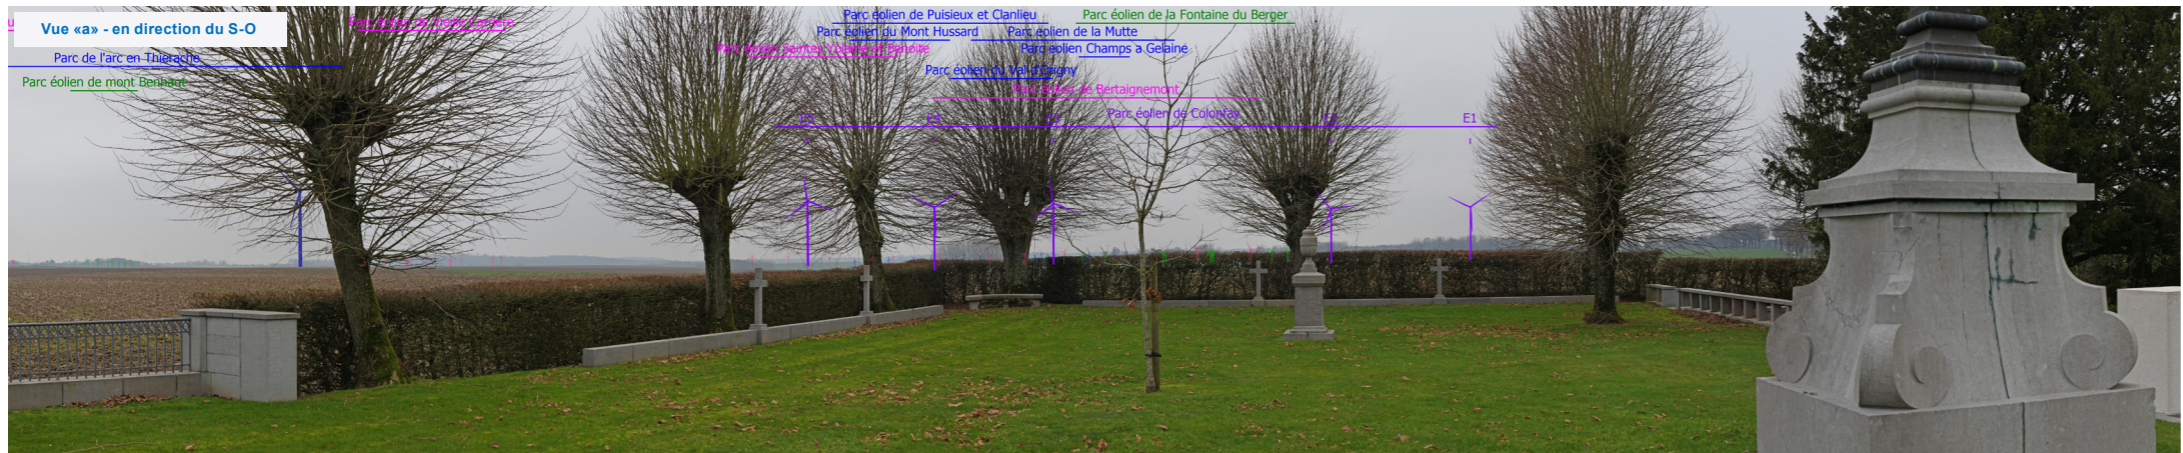 Vue «a» - en direction du S-O
Parc éolien de Puisieux et Clanlieu
Parc éolien de la Fontaine du Berger
Parc éolien du Mont Hussard
Parc éolien de la Mutte
Parc éolien Champs a Gelaine
Parc de l'arc en Thiérache
Parc éolien du Val d'Origny
Parc éolien de mont Benhaut
Parc éolien de Bertaignemont
Parc éolien de Colonfay
E5
E4
E3
E2
E1